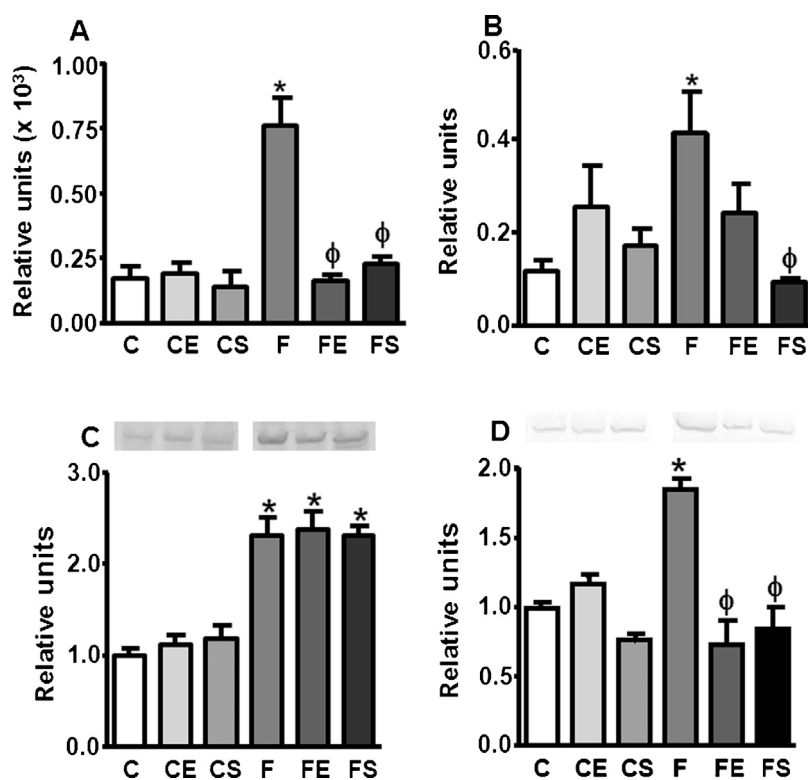 A
Relative units (x 10³)
1.00
0.75
0.50
0.25
0.00
*
ϕ
ϕ
C CE CS F FE FS
B
Relative units
0.6
0.4
0.2
0.0
*
ϕ
C CE CS F FE FS
C
Relative units
3.0
2.0
1.0
0.0
* * *
C CE CS F FE FS
D
Relative units
2.0
1.5
1.0
0.5
0.0
*
ϕ ϕ
C CE CS F FE FS